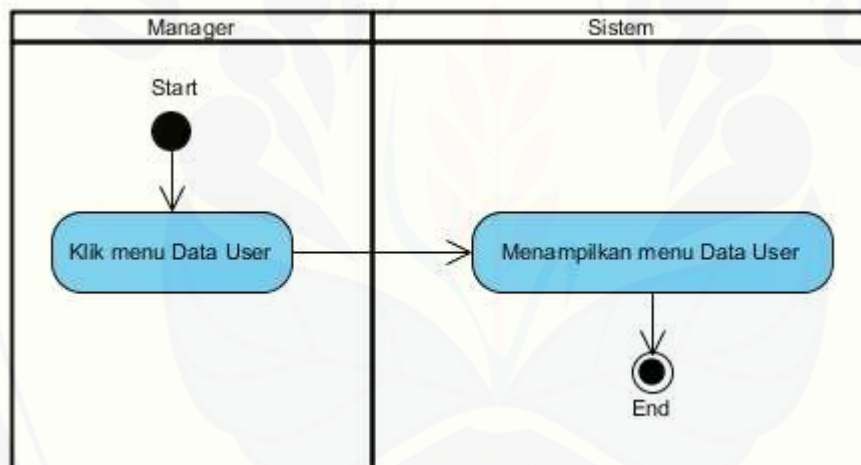 Manager
Sistem
Start
Klik menu Data User
Menampilkan menu Data User
End